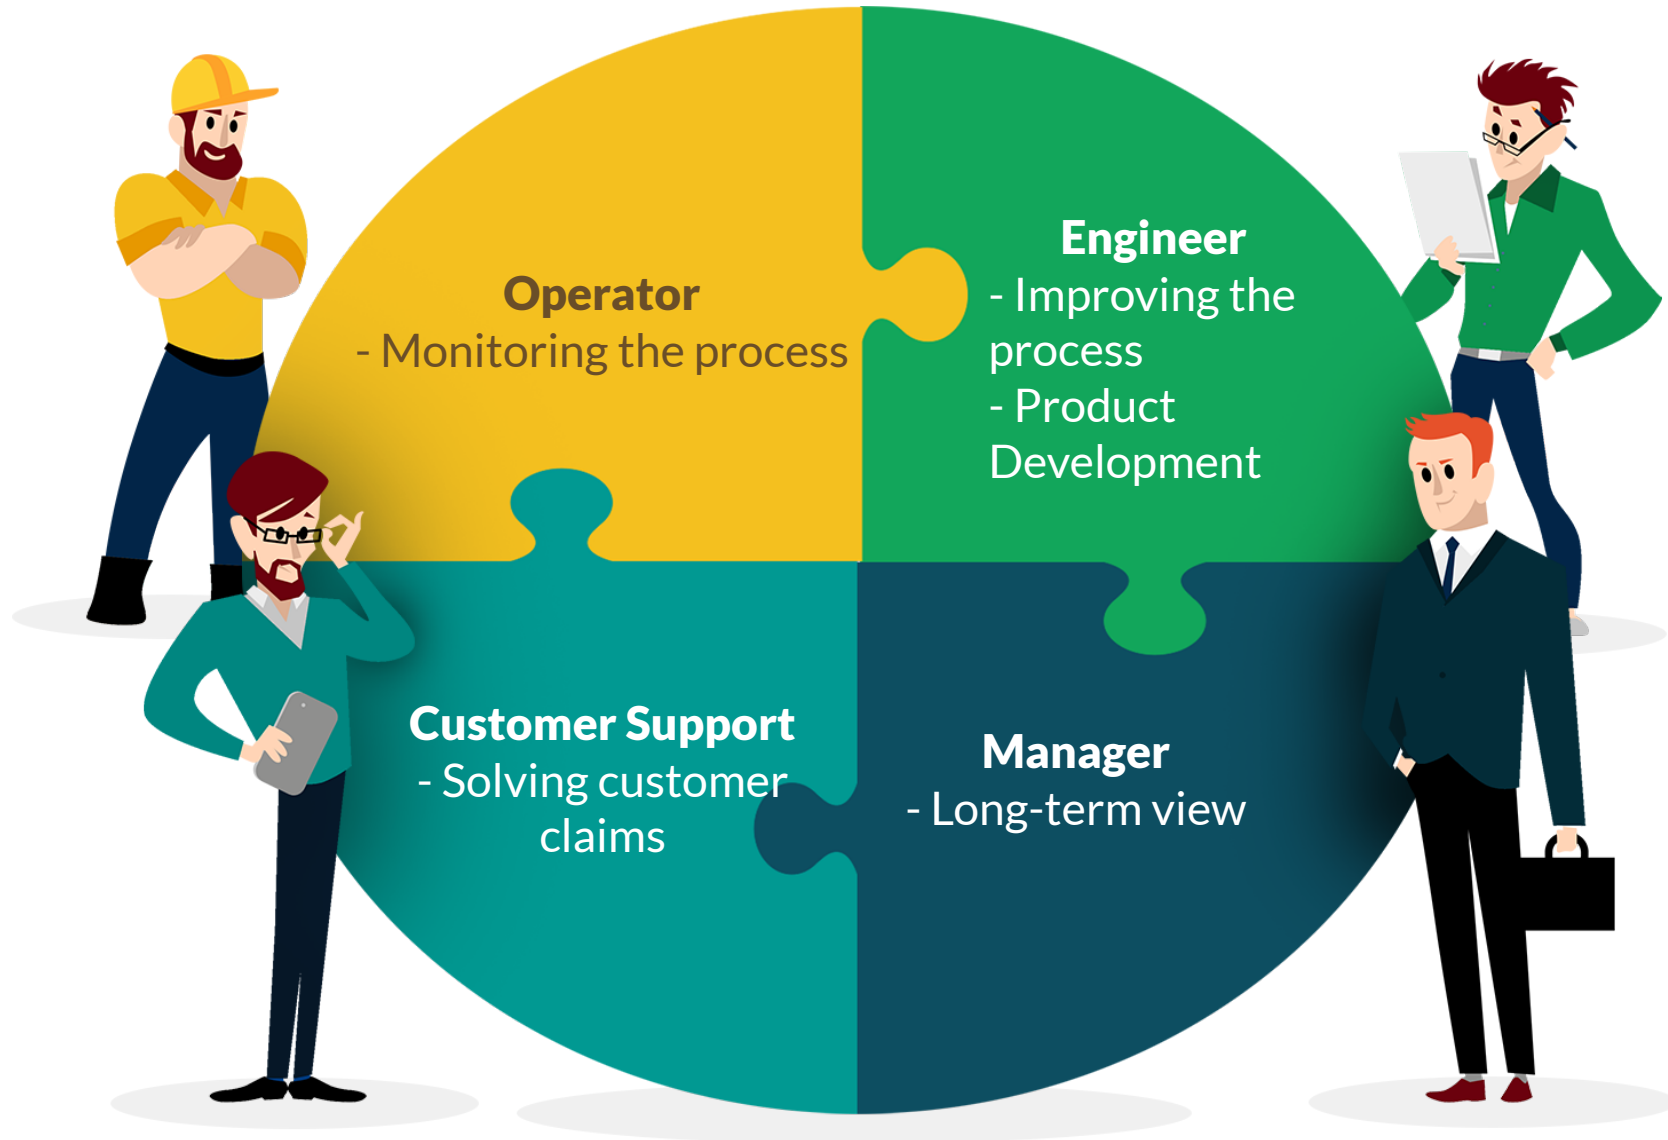 Operator
- Monitoring the process
Engineer
- Improving the
process
- Product
Development
Customer Support
- Solving customer
claims
Manager
- Long-term view